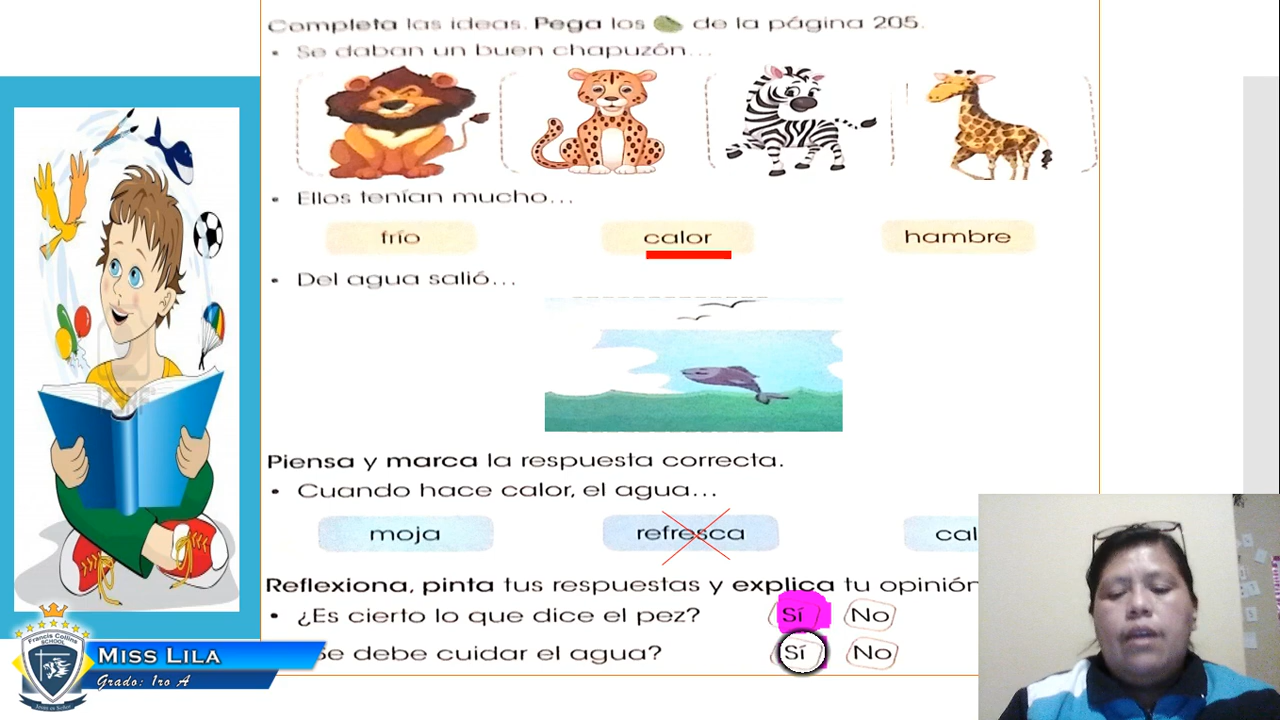 Completa las ideas. Pega los de la página 205.
• Se daban un buen chapuzón...
• Ellos tenían mucho...
frío calor hambre
• Del agua salió...
Piensa y marca la respuesta correcta.
• Cuando hace calor, el agua...
moja refresca cal
Reflexiona, pinta tus respuestas y explica tu opinión
• ¿Es cierto lo que dice el pez? Sí No
Se debe cuidar el agua? Sí No
Francis Collins
SCHOOL
MISS LILA
Grado: 1ro A